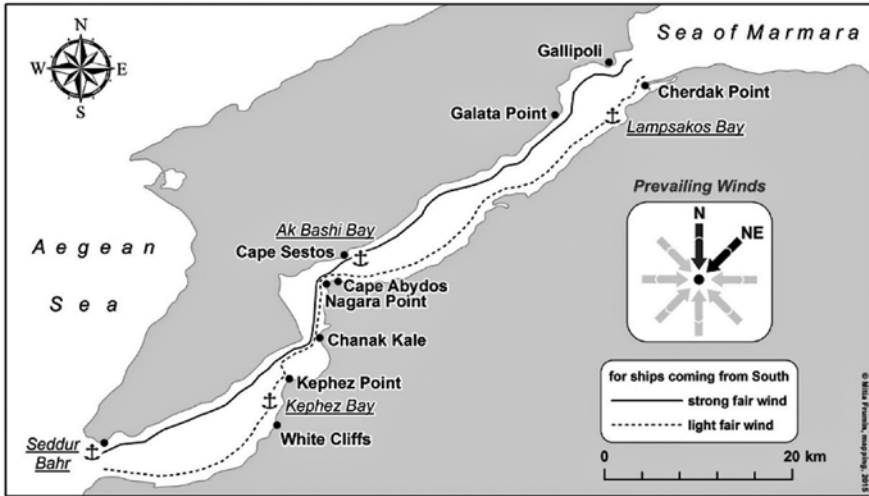 N
W
E
S
Sea of Marmara
Gallipoli
Cherdak Point
Galata Point
Lampsakos Bay
Prevailing Winds
N
NE
Ak Bashi Bay
Cape Sestos
Aegean
Sea
Cape Abydos
Nagara Point
Chanak Kale
Kephez Point
Kephez Bay
White Cliffs
Seddur
Bahr
for ships coming from South
strong fair wind
light fair wind
0
20 km
© Mitia Frumin, mapping, 2015